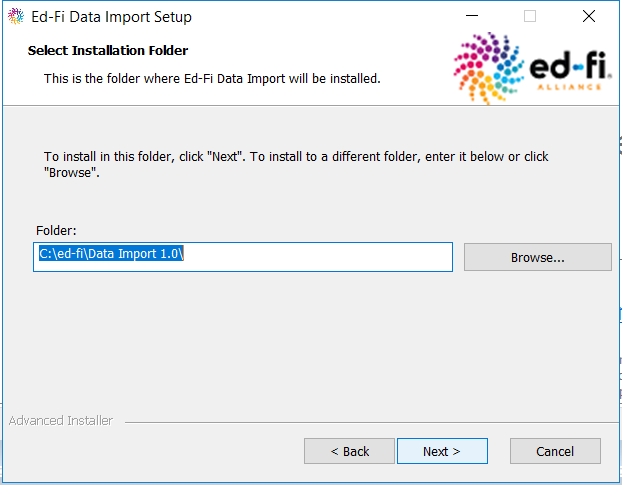 Ed-Fi Data Import Setup
Select Installation Folder
This is the folder where Ed-Fi Data Import will be installed.
ed-fi
ALLIANCE
To install in this folder, click "Next". To install to a different folder, enter it below or click
"Browse".
Folder:
C:\ed-fi\Data Import 1.0\
Browse...
Advanced Installer
< Back
Next >
Cancel